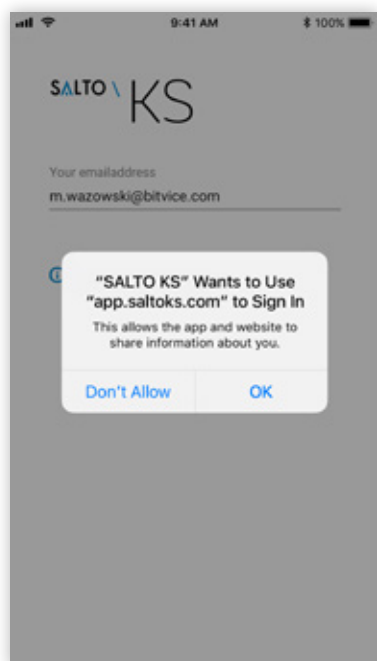 9:41 AM
100%
SALTO \ KS
Your emailaddress
m.wazowski@bitvice.com
"SALTO KS" Wants to Use
"app.saltoks.com" to Sign In
This allows the app and website to
share information about you.
Don't Allow
OK